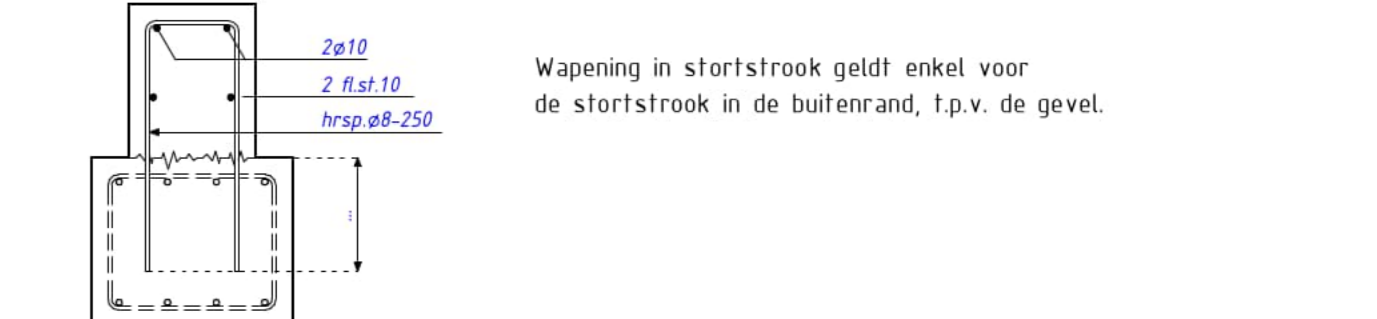 2ø10
2 fl.st.10
hrsp.ø8-250
Wapening in stortstrook geldt enkel voor
de stortstrook in de buitenrand, t.p.v. de gevel.
...